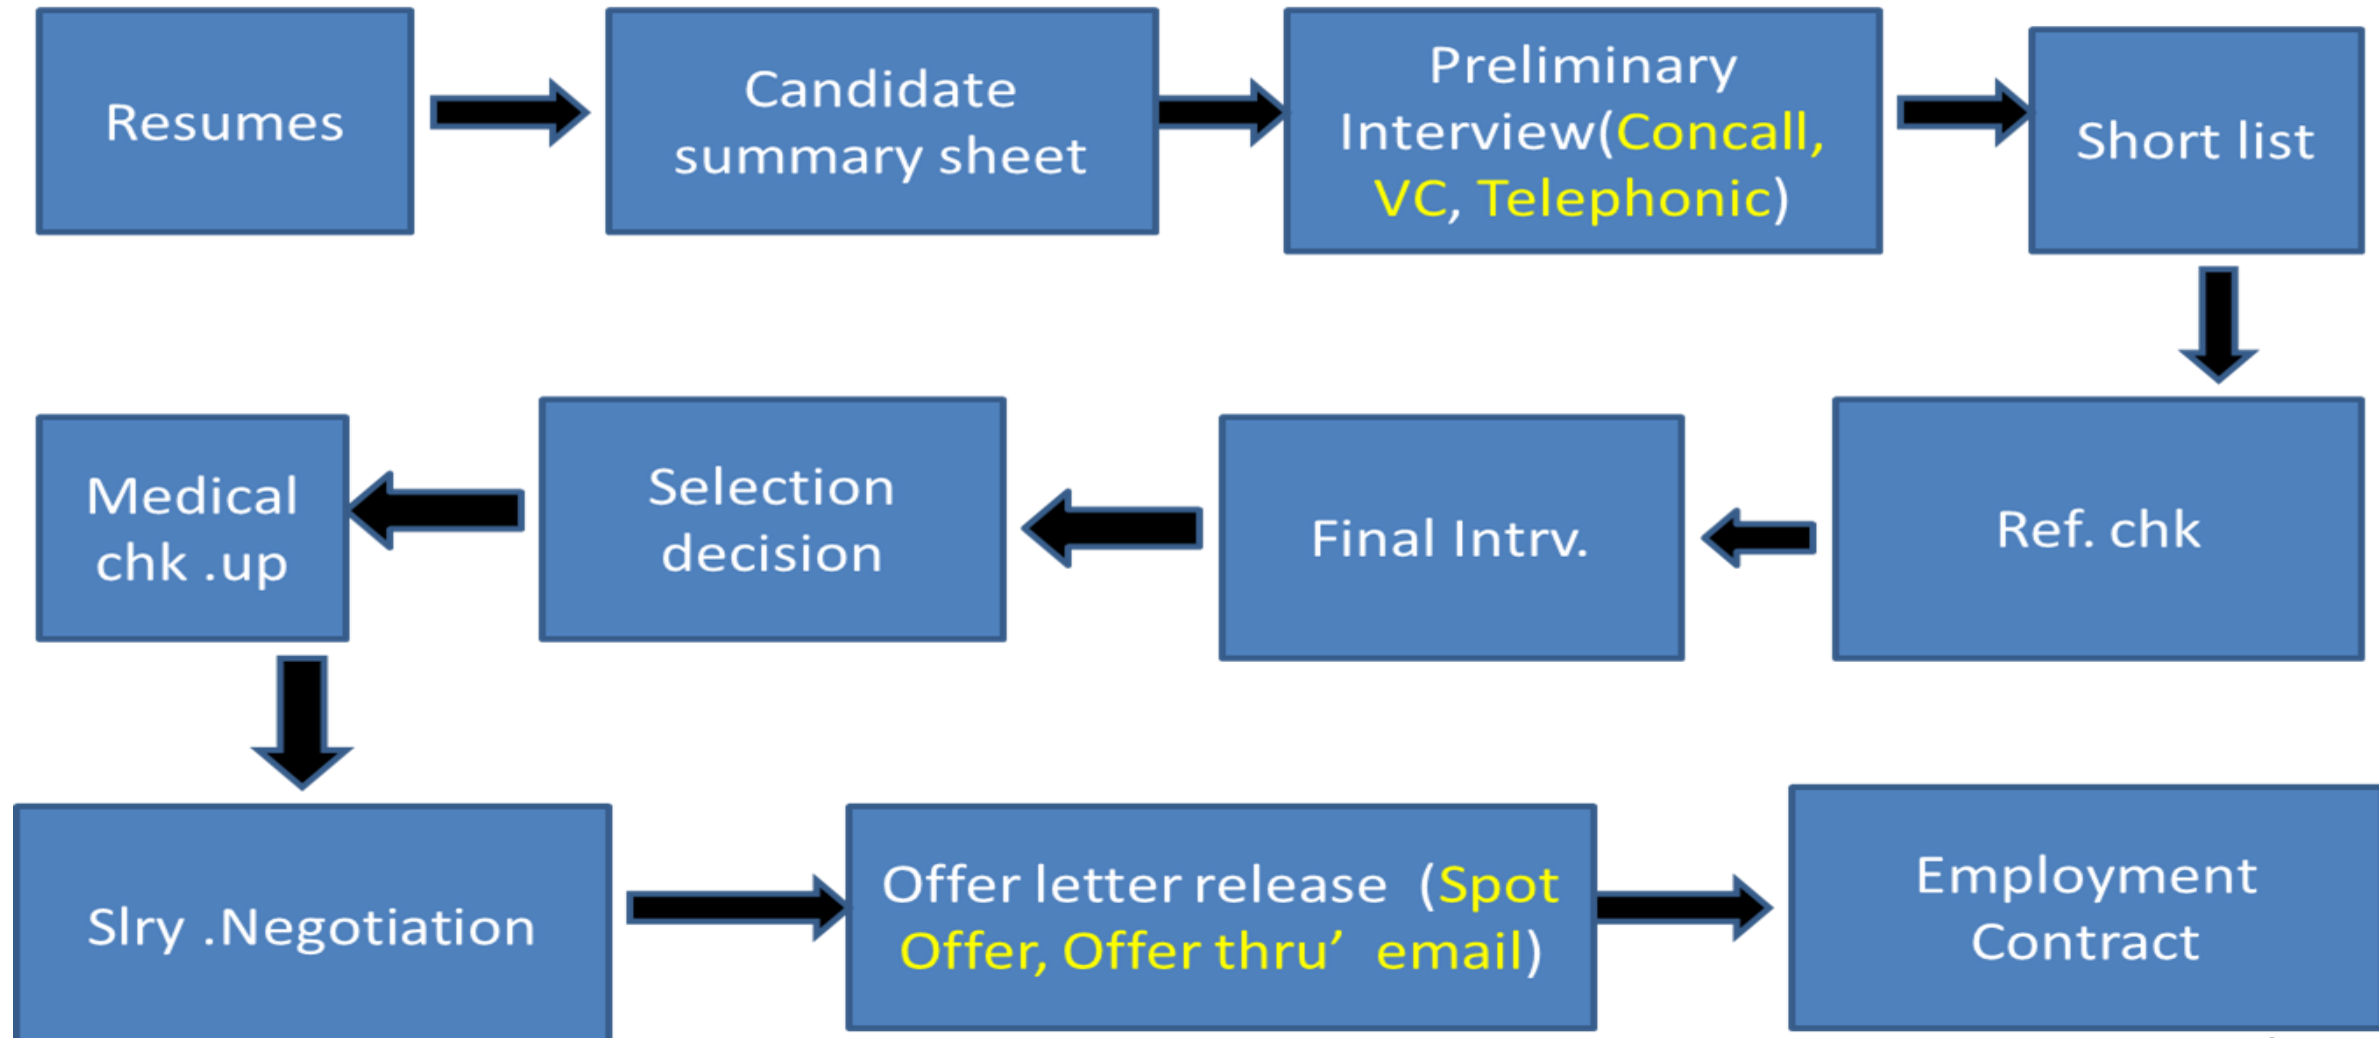 Resumes
Candidate
summary sheet
Preliminary
Interview(Concall,
VC, Telephonic)
Short list
Ref. chk
Final Intrv.
Selection
decision
Medical
chk .up
Slry .Negotiation
Offer letter release  (Spot
Offer, Offer thru’  email)
Employment
Contract